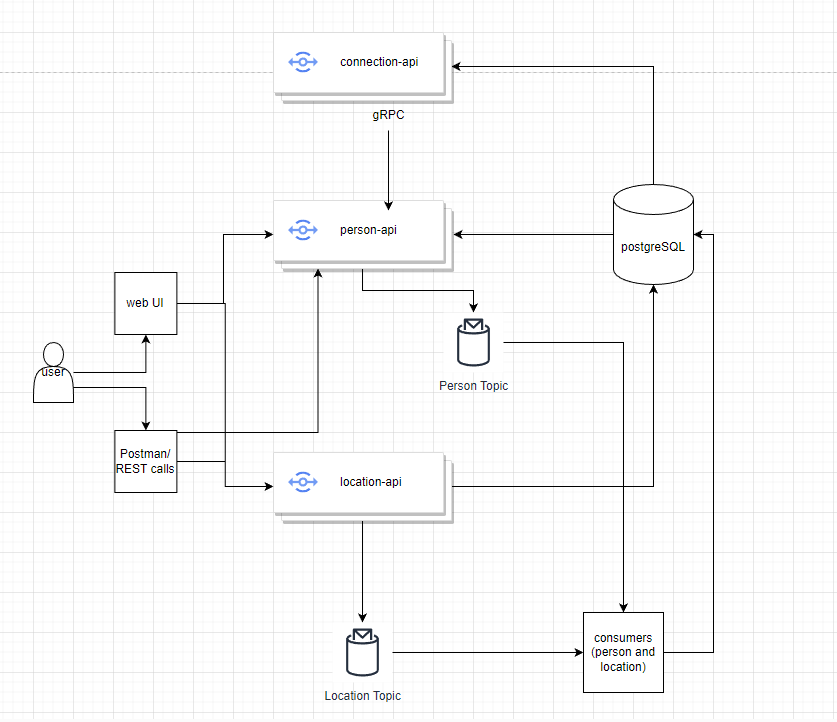 connection-api
gRPC
person-api
postgreSQL
web UI
user
Person Topic
Postman/
REST calls
location-api
consumers
(person and
location)
Location Topic